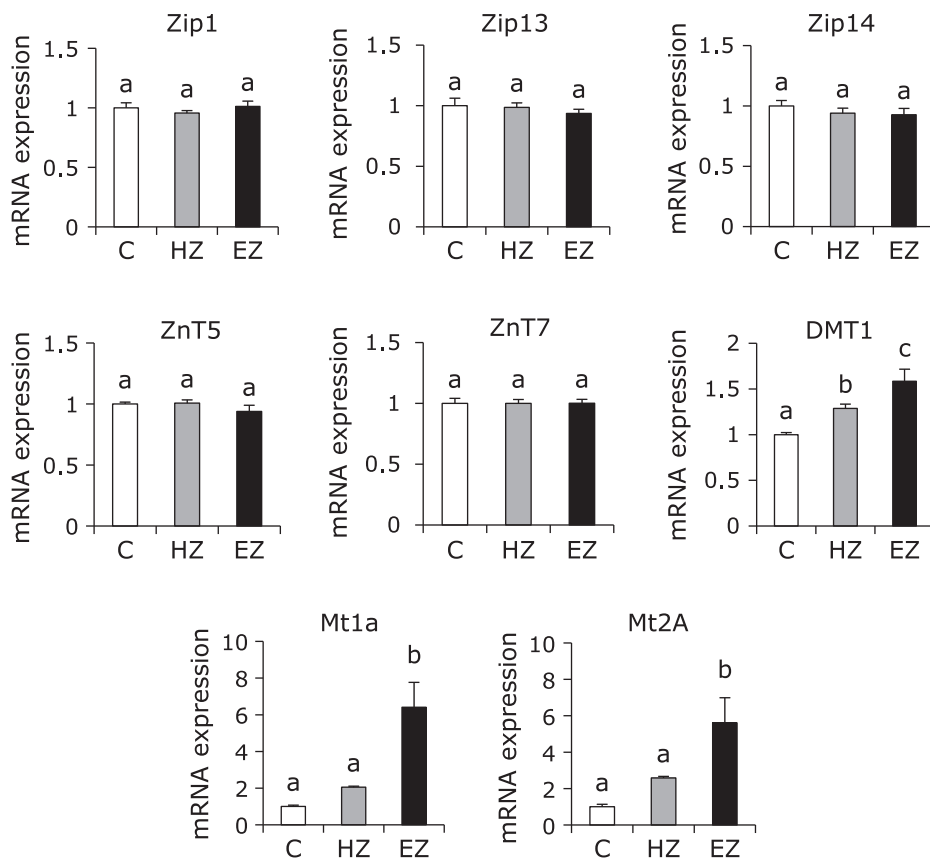 Zip1
mRNA expression
1.5
1
0.5
0
a
a
a
C HZ EZ
Zip13
mRNA expression
1.5
1
0.5
0
a
a
a
C HZ EZ
Zip14
mRNA expression
1.5
1
0.5
0
a
a
a
C HZ EZ
ZnT5
mRNA expression
1.5
1
0.5
0
a
a
a
C HZ EZ
ZnT7
mRNA expression
1.5
1
0.5
0
a
a
a
C HZ EZ
DMT1
mRNA expression
2
1.5
1
0.5
0
a
b
c
C HZ EZ
Mt1a
mRNA expression
10
8
6
4
2
0
a
a
b
C HZ EZ
Mt2A
mRNA expression
10
8
6
4
2
0
a
a
b
C HZ EZ